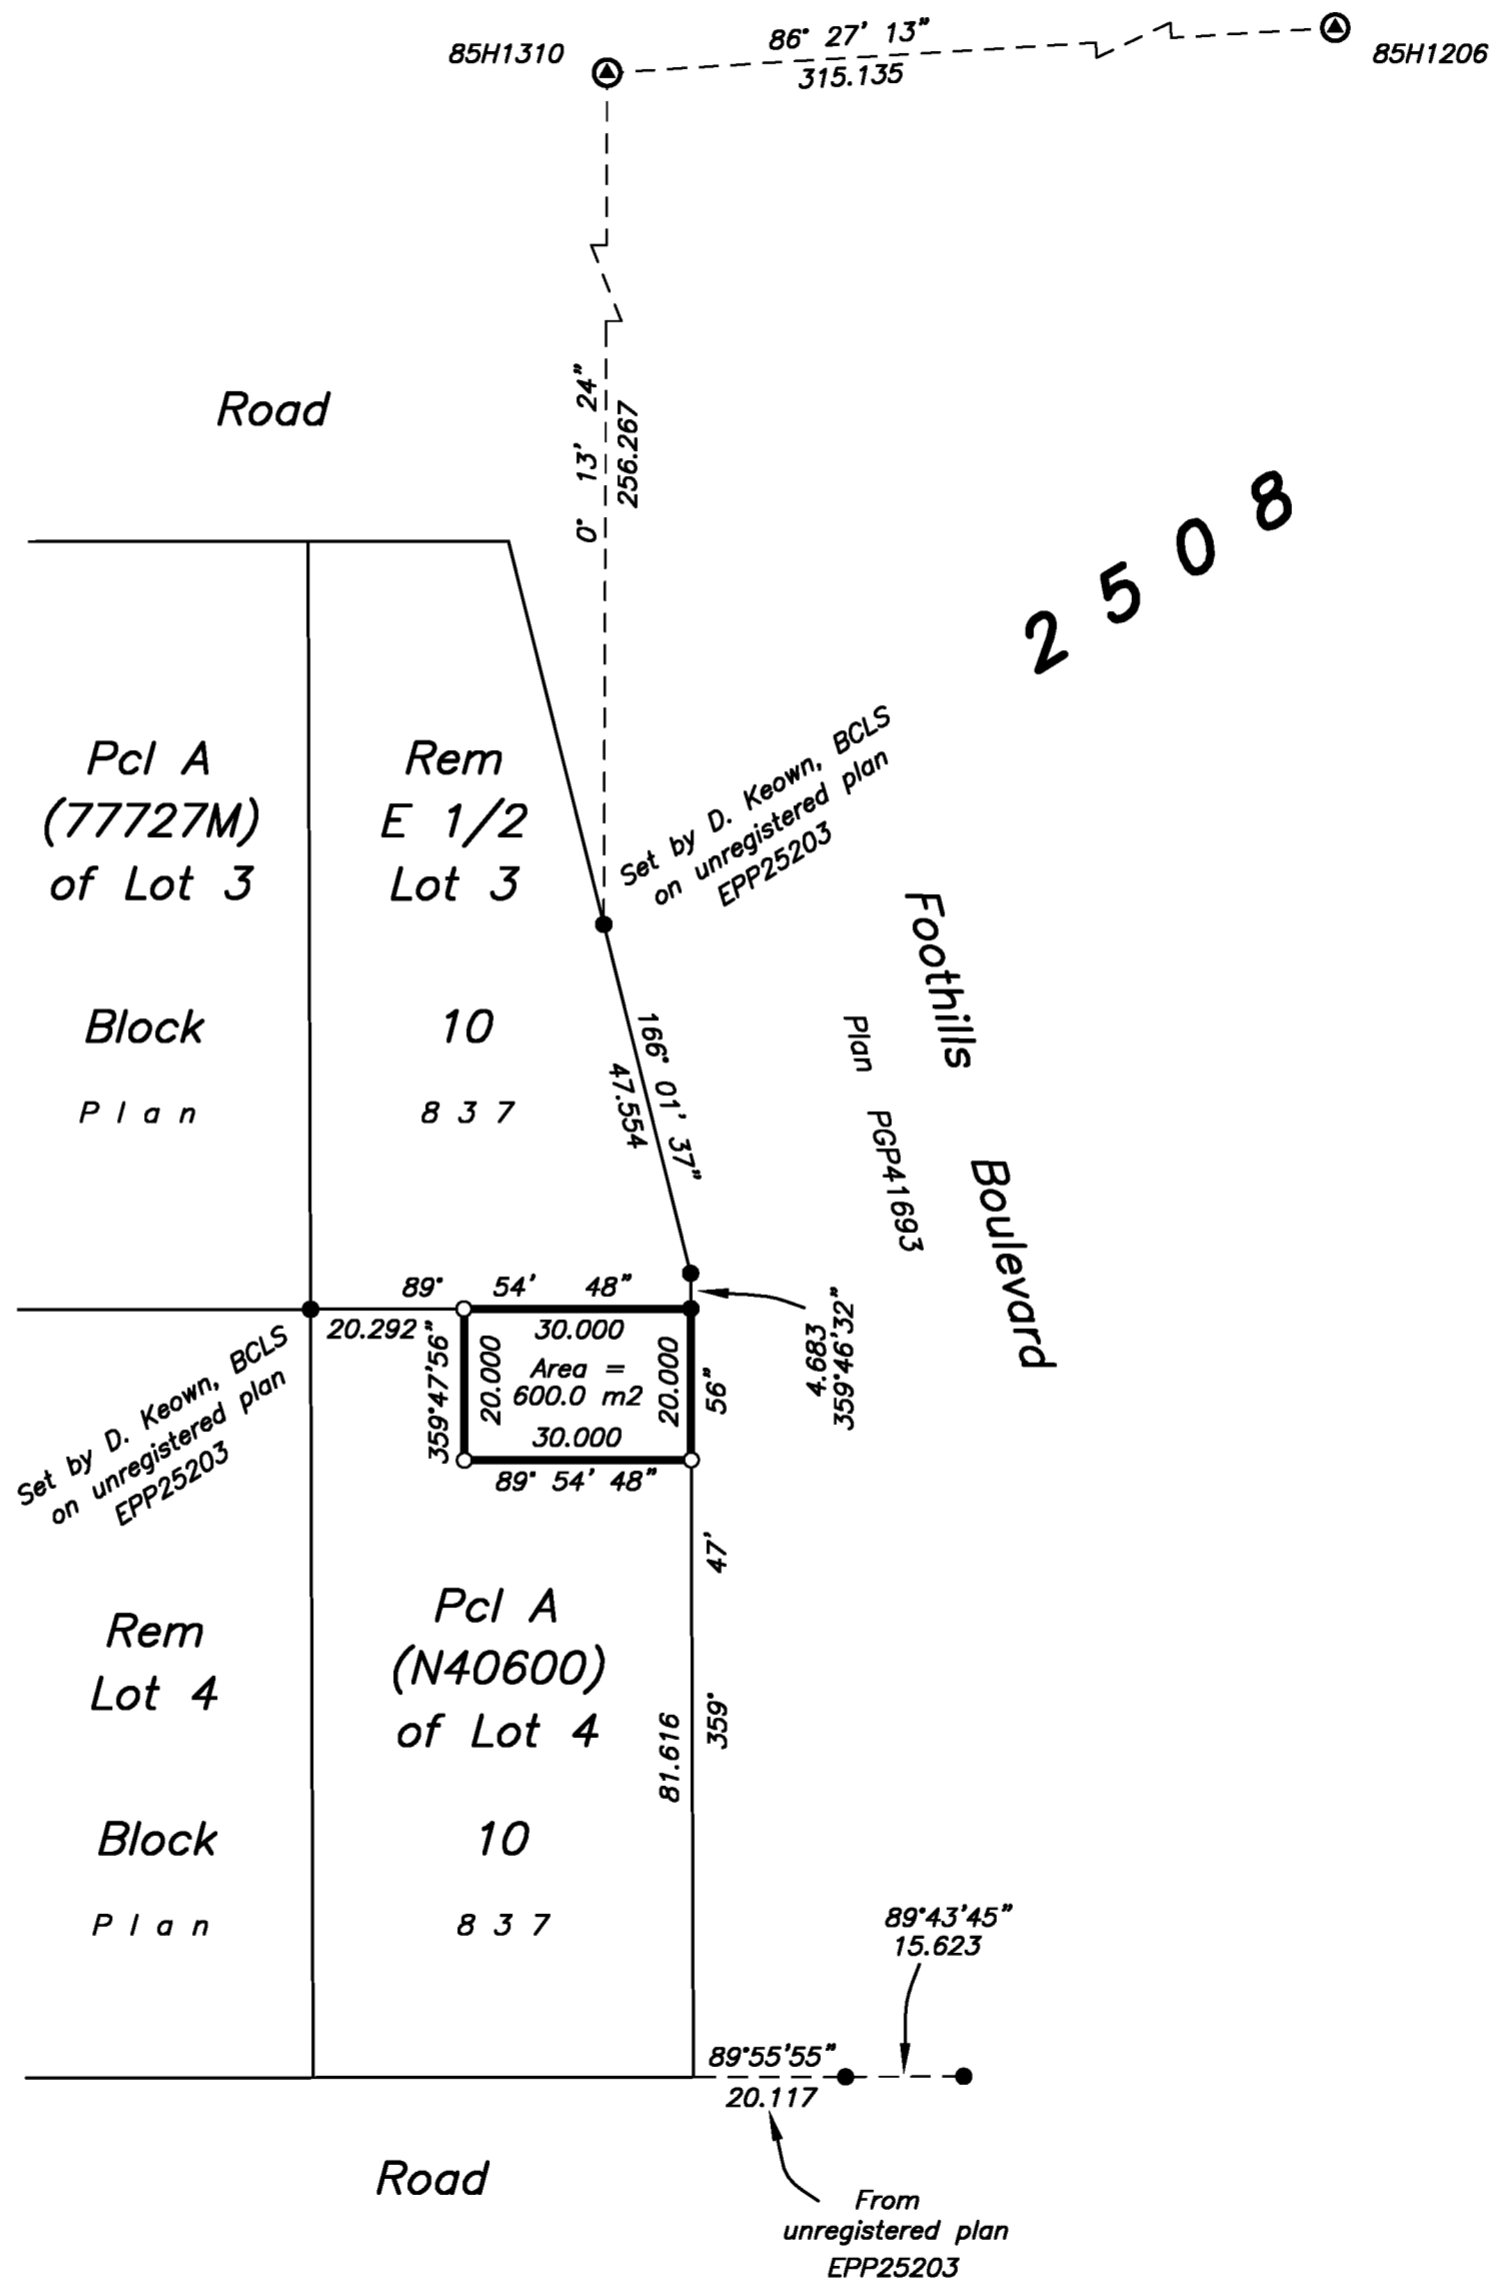 85H1310
86° 27' 13"
315.135
85H1206
0° 13' 24"
256.267
Road
2508
Pcl A
(77727M)
of Lot 3
Rem
E 1/2
Lot 3
Set by D. Keown, BCLS
on unregistered plan
EPP25203
Block 10
Plan 837
Foothills Boulevard
Plan PGP41693
166° 01' 37"
47.554
89° 54' 48"
20.292
30.000
359°47'56"
20.000
Area =
600.0 m2
20.000
30.000
89° 54' 48"
4.683
359°46'32"
359° 47' 56"
81.616
Set by D. Keown, BCLS
on unregistered plan
EPP25203
Rem
Lot 4
Pcl A
(N40600)
of Lot 4
Block 10
Plan 837
89°43'45"
15.623
89°55'55"
20.117
Road
From
unregistered plan
EPP25203